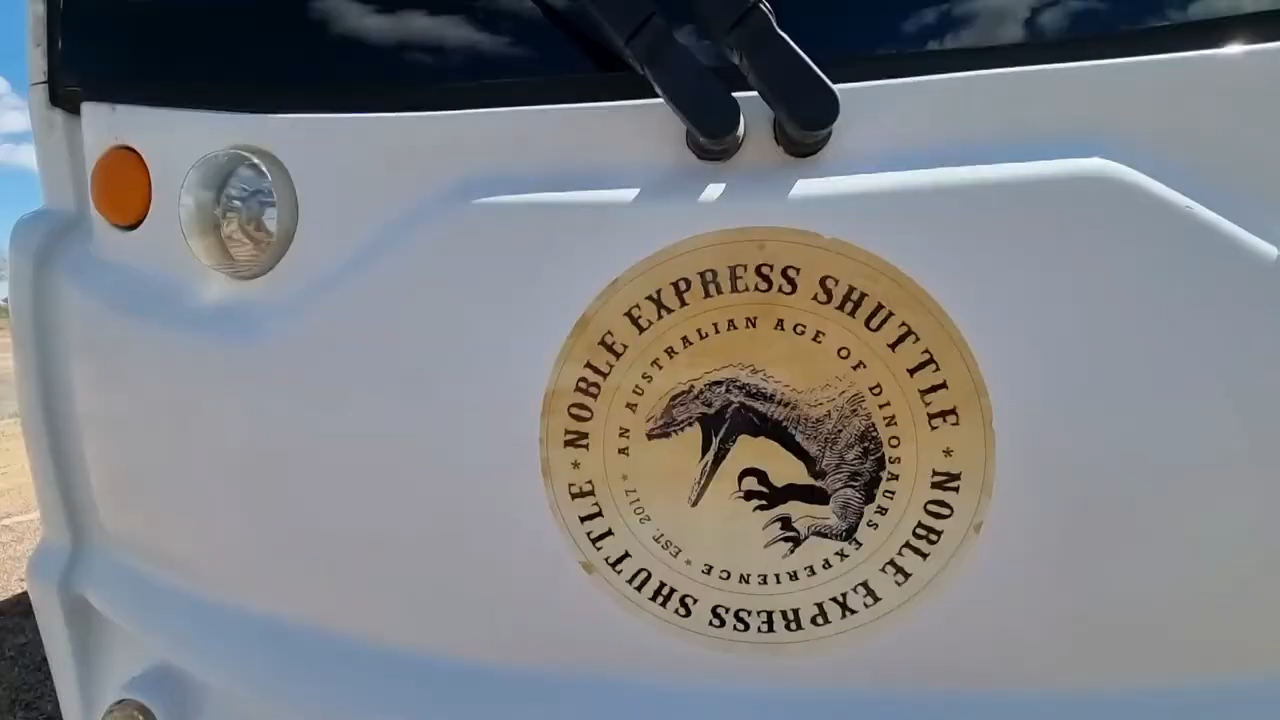 NOBLE EXPRESS SHUTTLE * NOBLE EXPRESS SHUTTLE *
AN AUSTRALIAN AGE OF DINOSAURS EXPERIENCE * EST. 2017 *